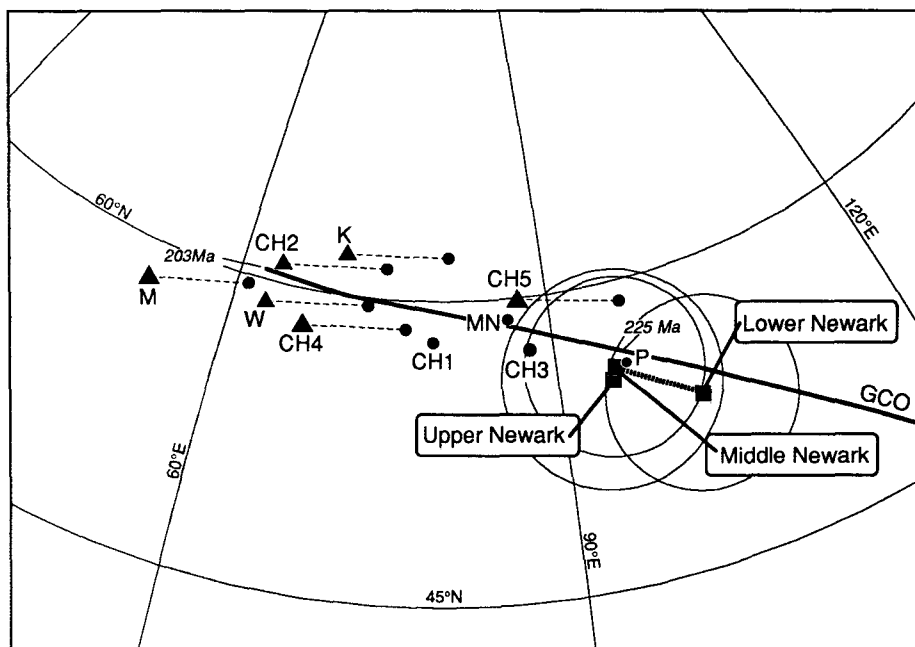 60°N
120°E
203Ma
CH2
K
M
W
CH4
CH1
CH5
MN
CH3
225 Ma
P
Lower Newark
GCO
Upper Newark
Middle Newark
60°E
90°E
45°N